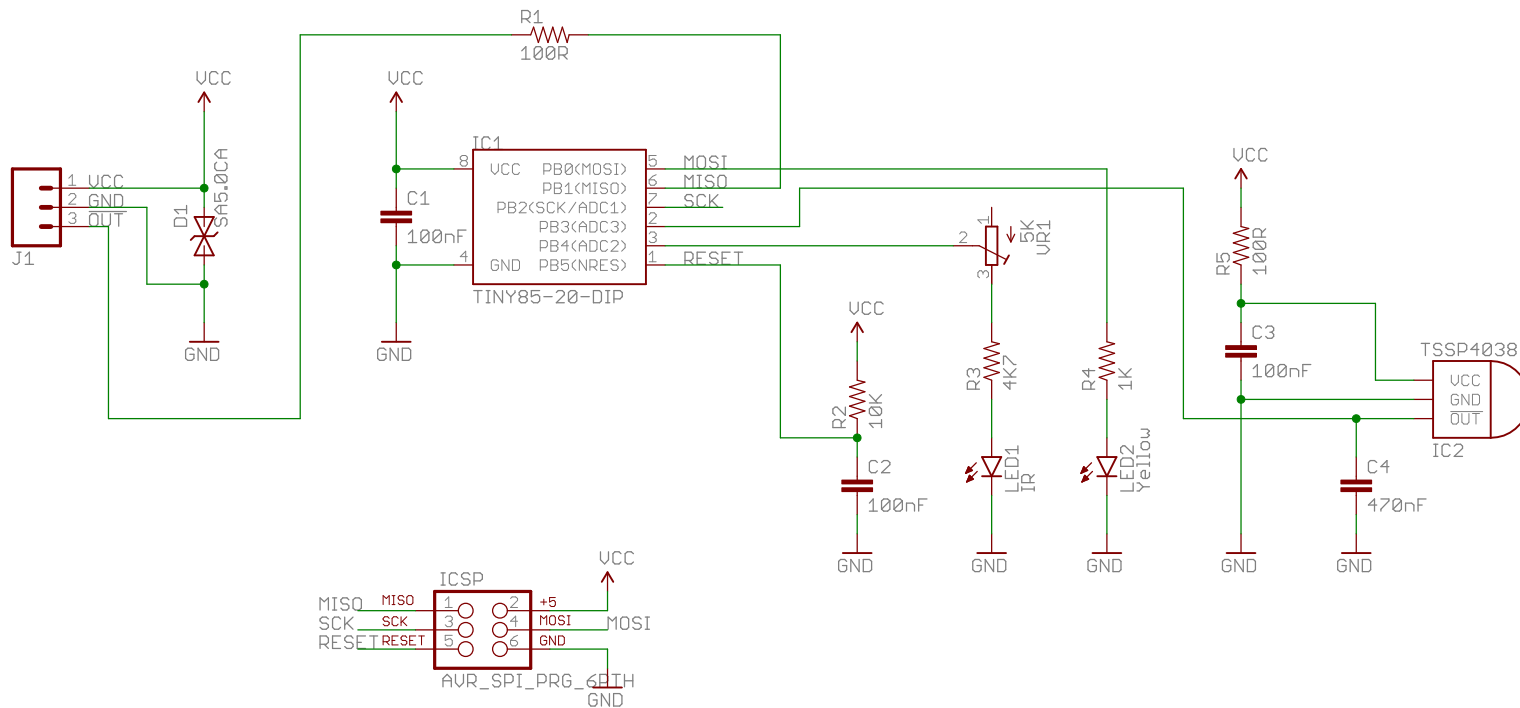 R1
100R
VCC
VCC
IC1
VCC
8 VCC PB0(MOSI) 5 MOSI
PB1(MISO) 6 MISO
PB2(SCK/ADC1) 7 SCK
PB3(ADC3) 2
PB4(ADC2) 3
4 GND PB5(NRES) 1 RESET
TINY85-20-DIP
1 VCC
2 GND
3 OUT
J1
D1
SA5.0CA
GND
C1
100nF
GND
1
2
3
5K
VR1
R5
100R
VCC
R2
10K
C2
100nF
GND
R3
4K7
LED1
IR
GND
R4
1K
LED2
Yellow
GND
C3
100nF
GND
TSSP4038
VCC
GND
OUT
IC2
C4
470nF
GND
VCC
ICSP
MISO MISO 1 2 +5
SCK SCK 3 4 MOSI MOSI
RESET RESET 5 6 GND
AVR_SPI_PRG_6PTH
GND